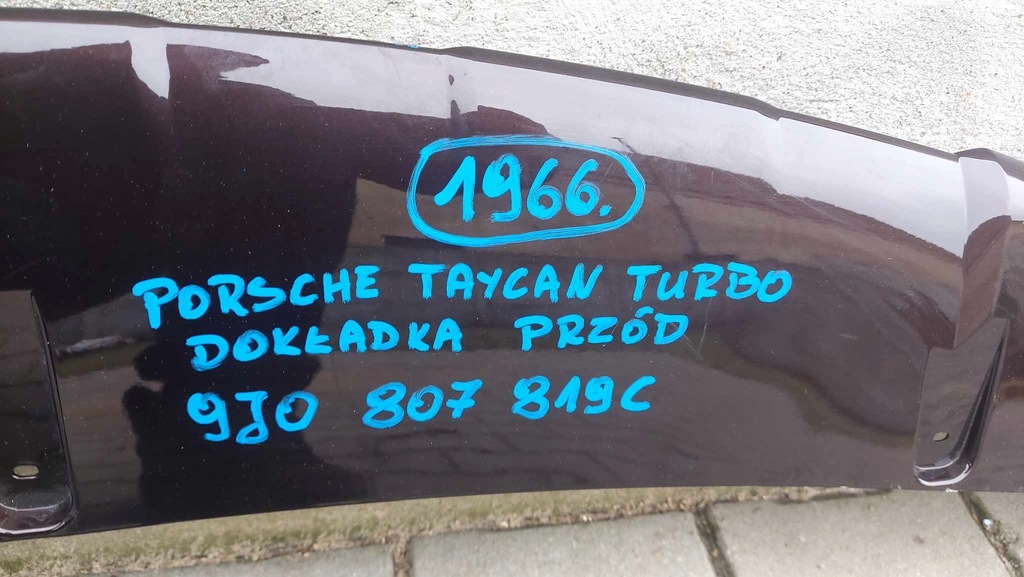 1966.
PORSCHE TAYCAN TURBO
DOKŁADKA PRZÓD
9J0 807 819C